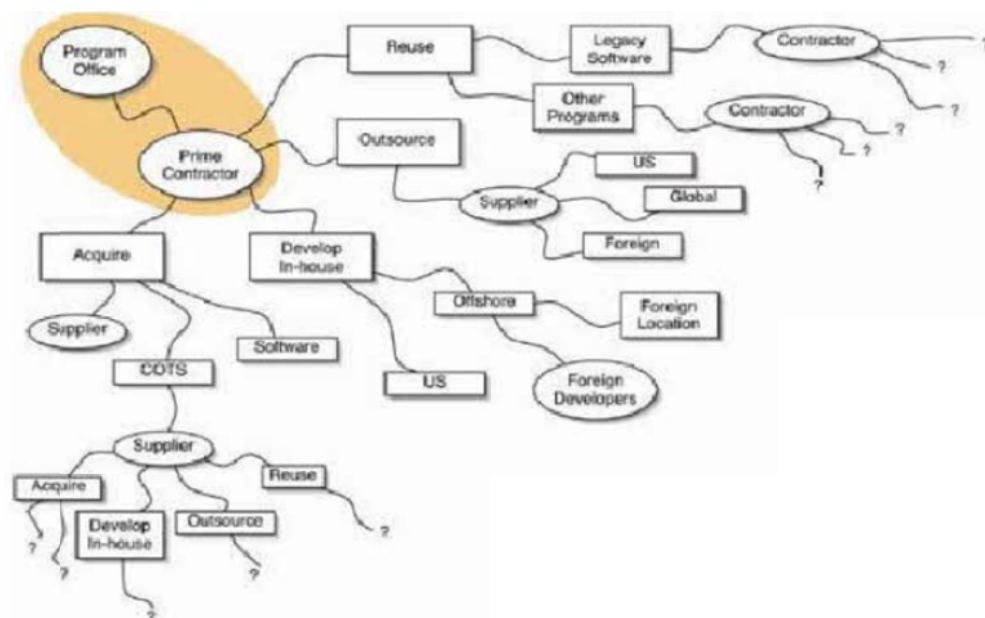 Program
Office
Reuse
Legacy
Software
Contractor
?
?
?
Other
Programs
Contractor
?
?
?
Prime
Contractor
Outsource
US
Supplier
Global
Foreign
Acquire
Develop
In-house
Offshore
Foreign
Location
Supplier
Software
COTS
US
Foreign
Developers
Supplier
Acquire
Reuse
?
Develop
In-house
Outsource
?
?
?
?